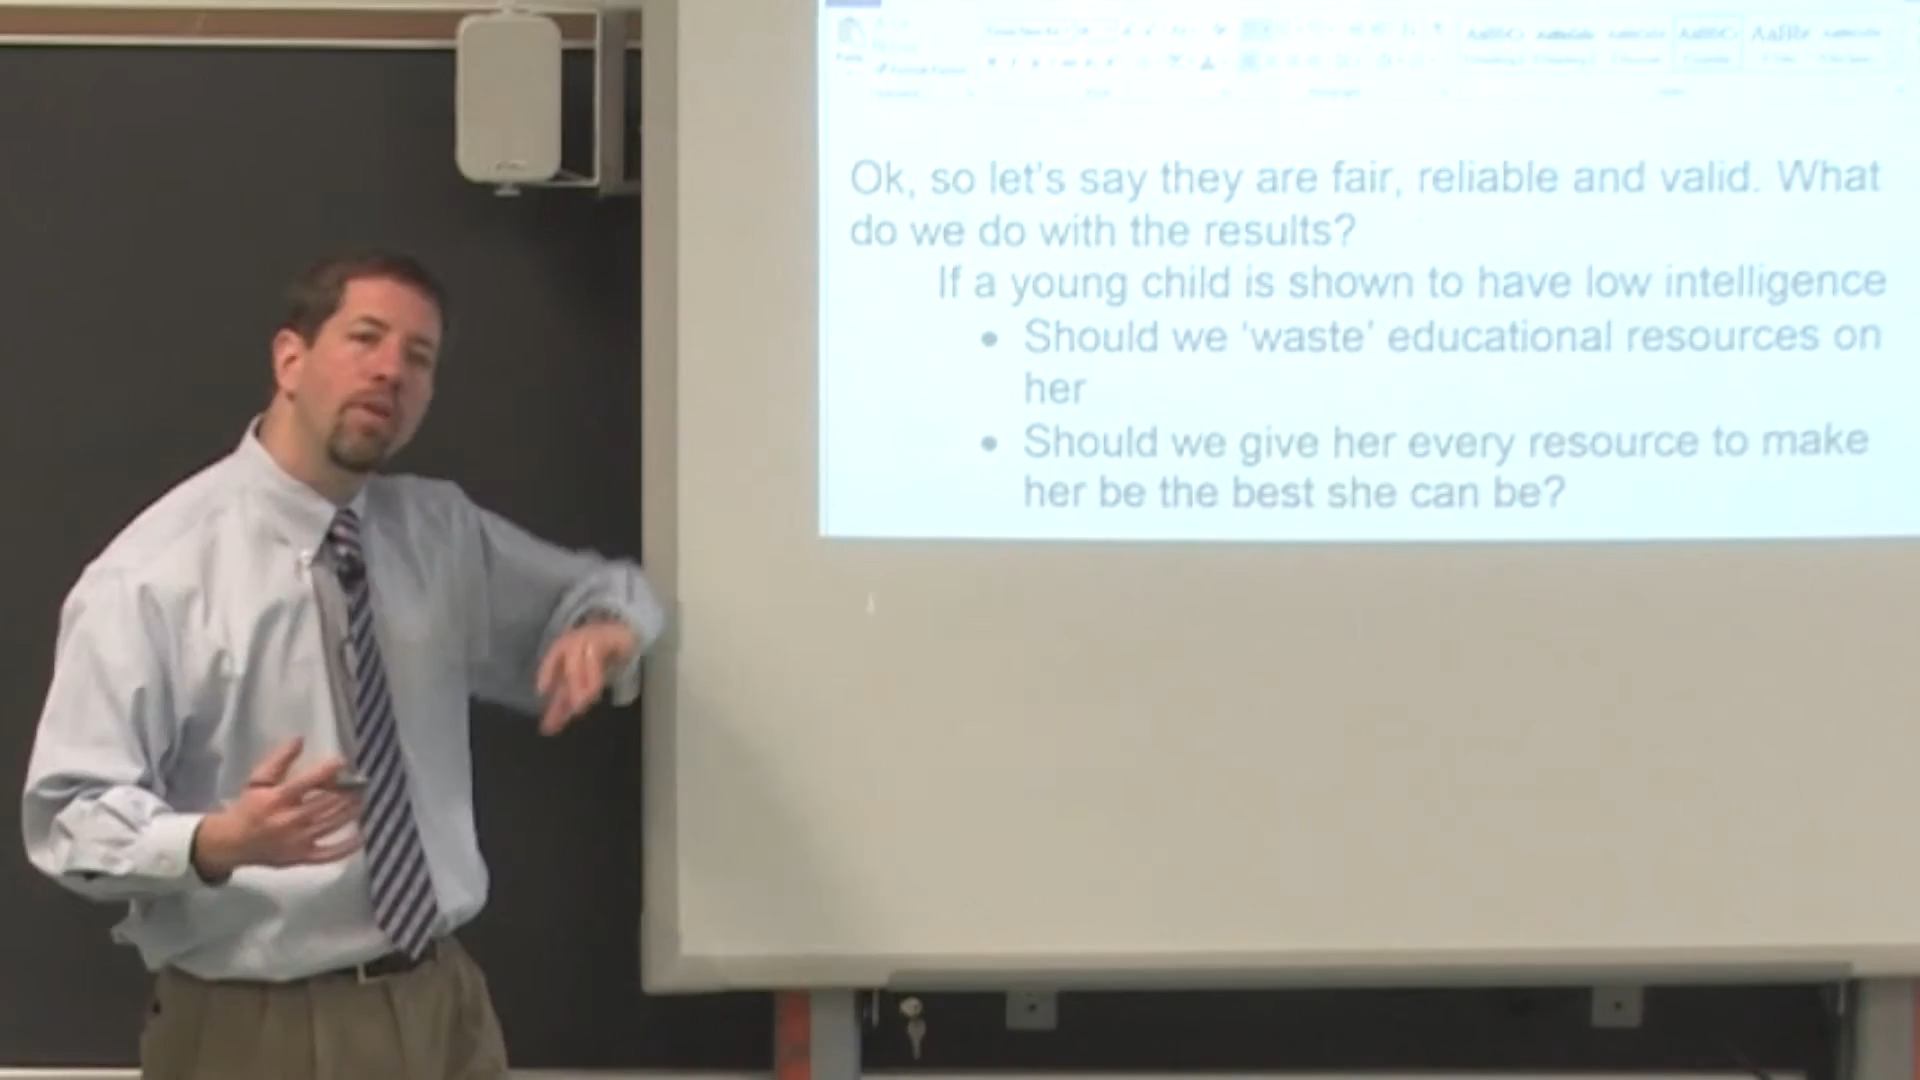 Ok, so let's say they are fair, reliable and valid. What
do we do with the results?
If a young child is shown to have low intelligence
• Should we ‘waste’ educational resources on
her
• Should we give her every resource to make
her be the best she can be?